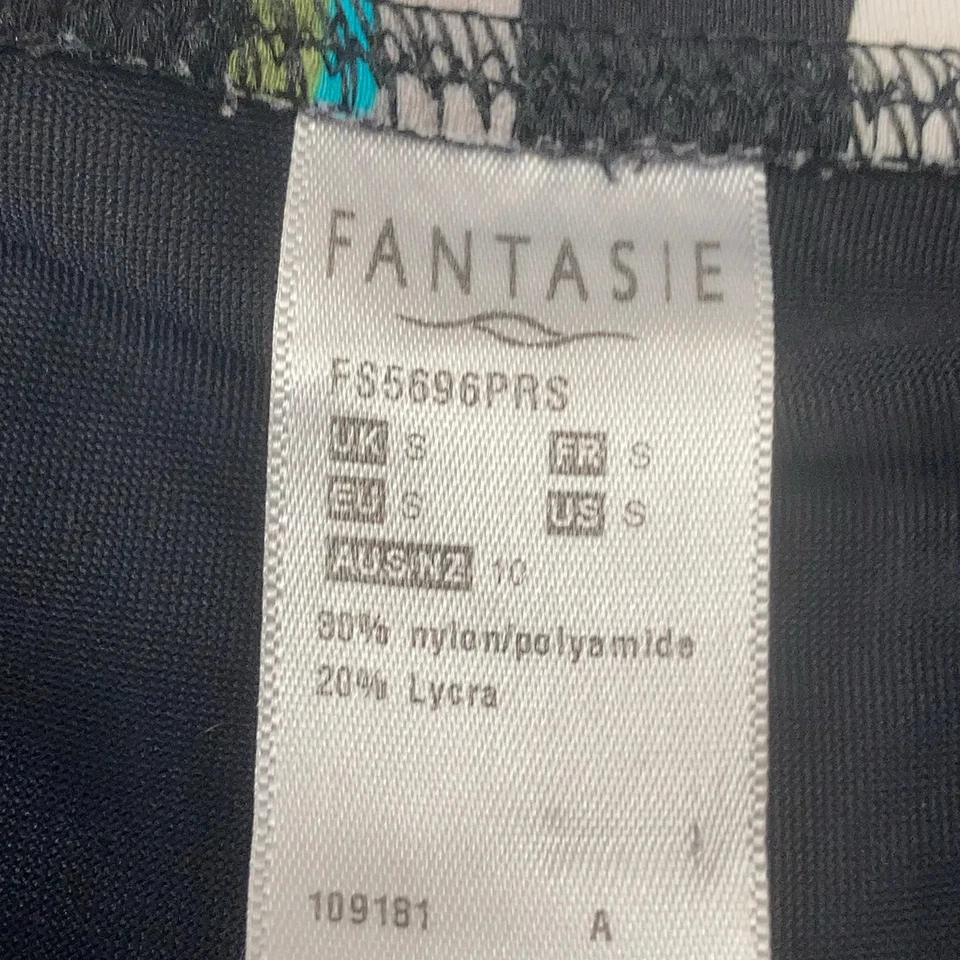 FANTASIE
FS5696PRS
UK S FR S
EU S US S
AUS/NZ 10
80% nylon/polyamide
20% Lycra
109181 A